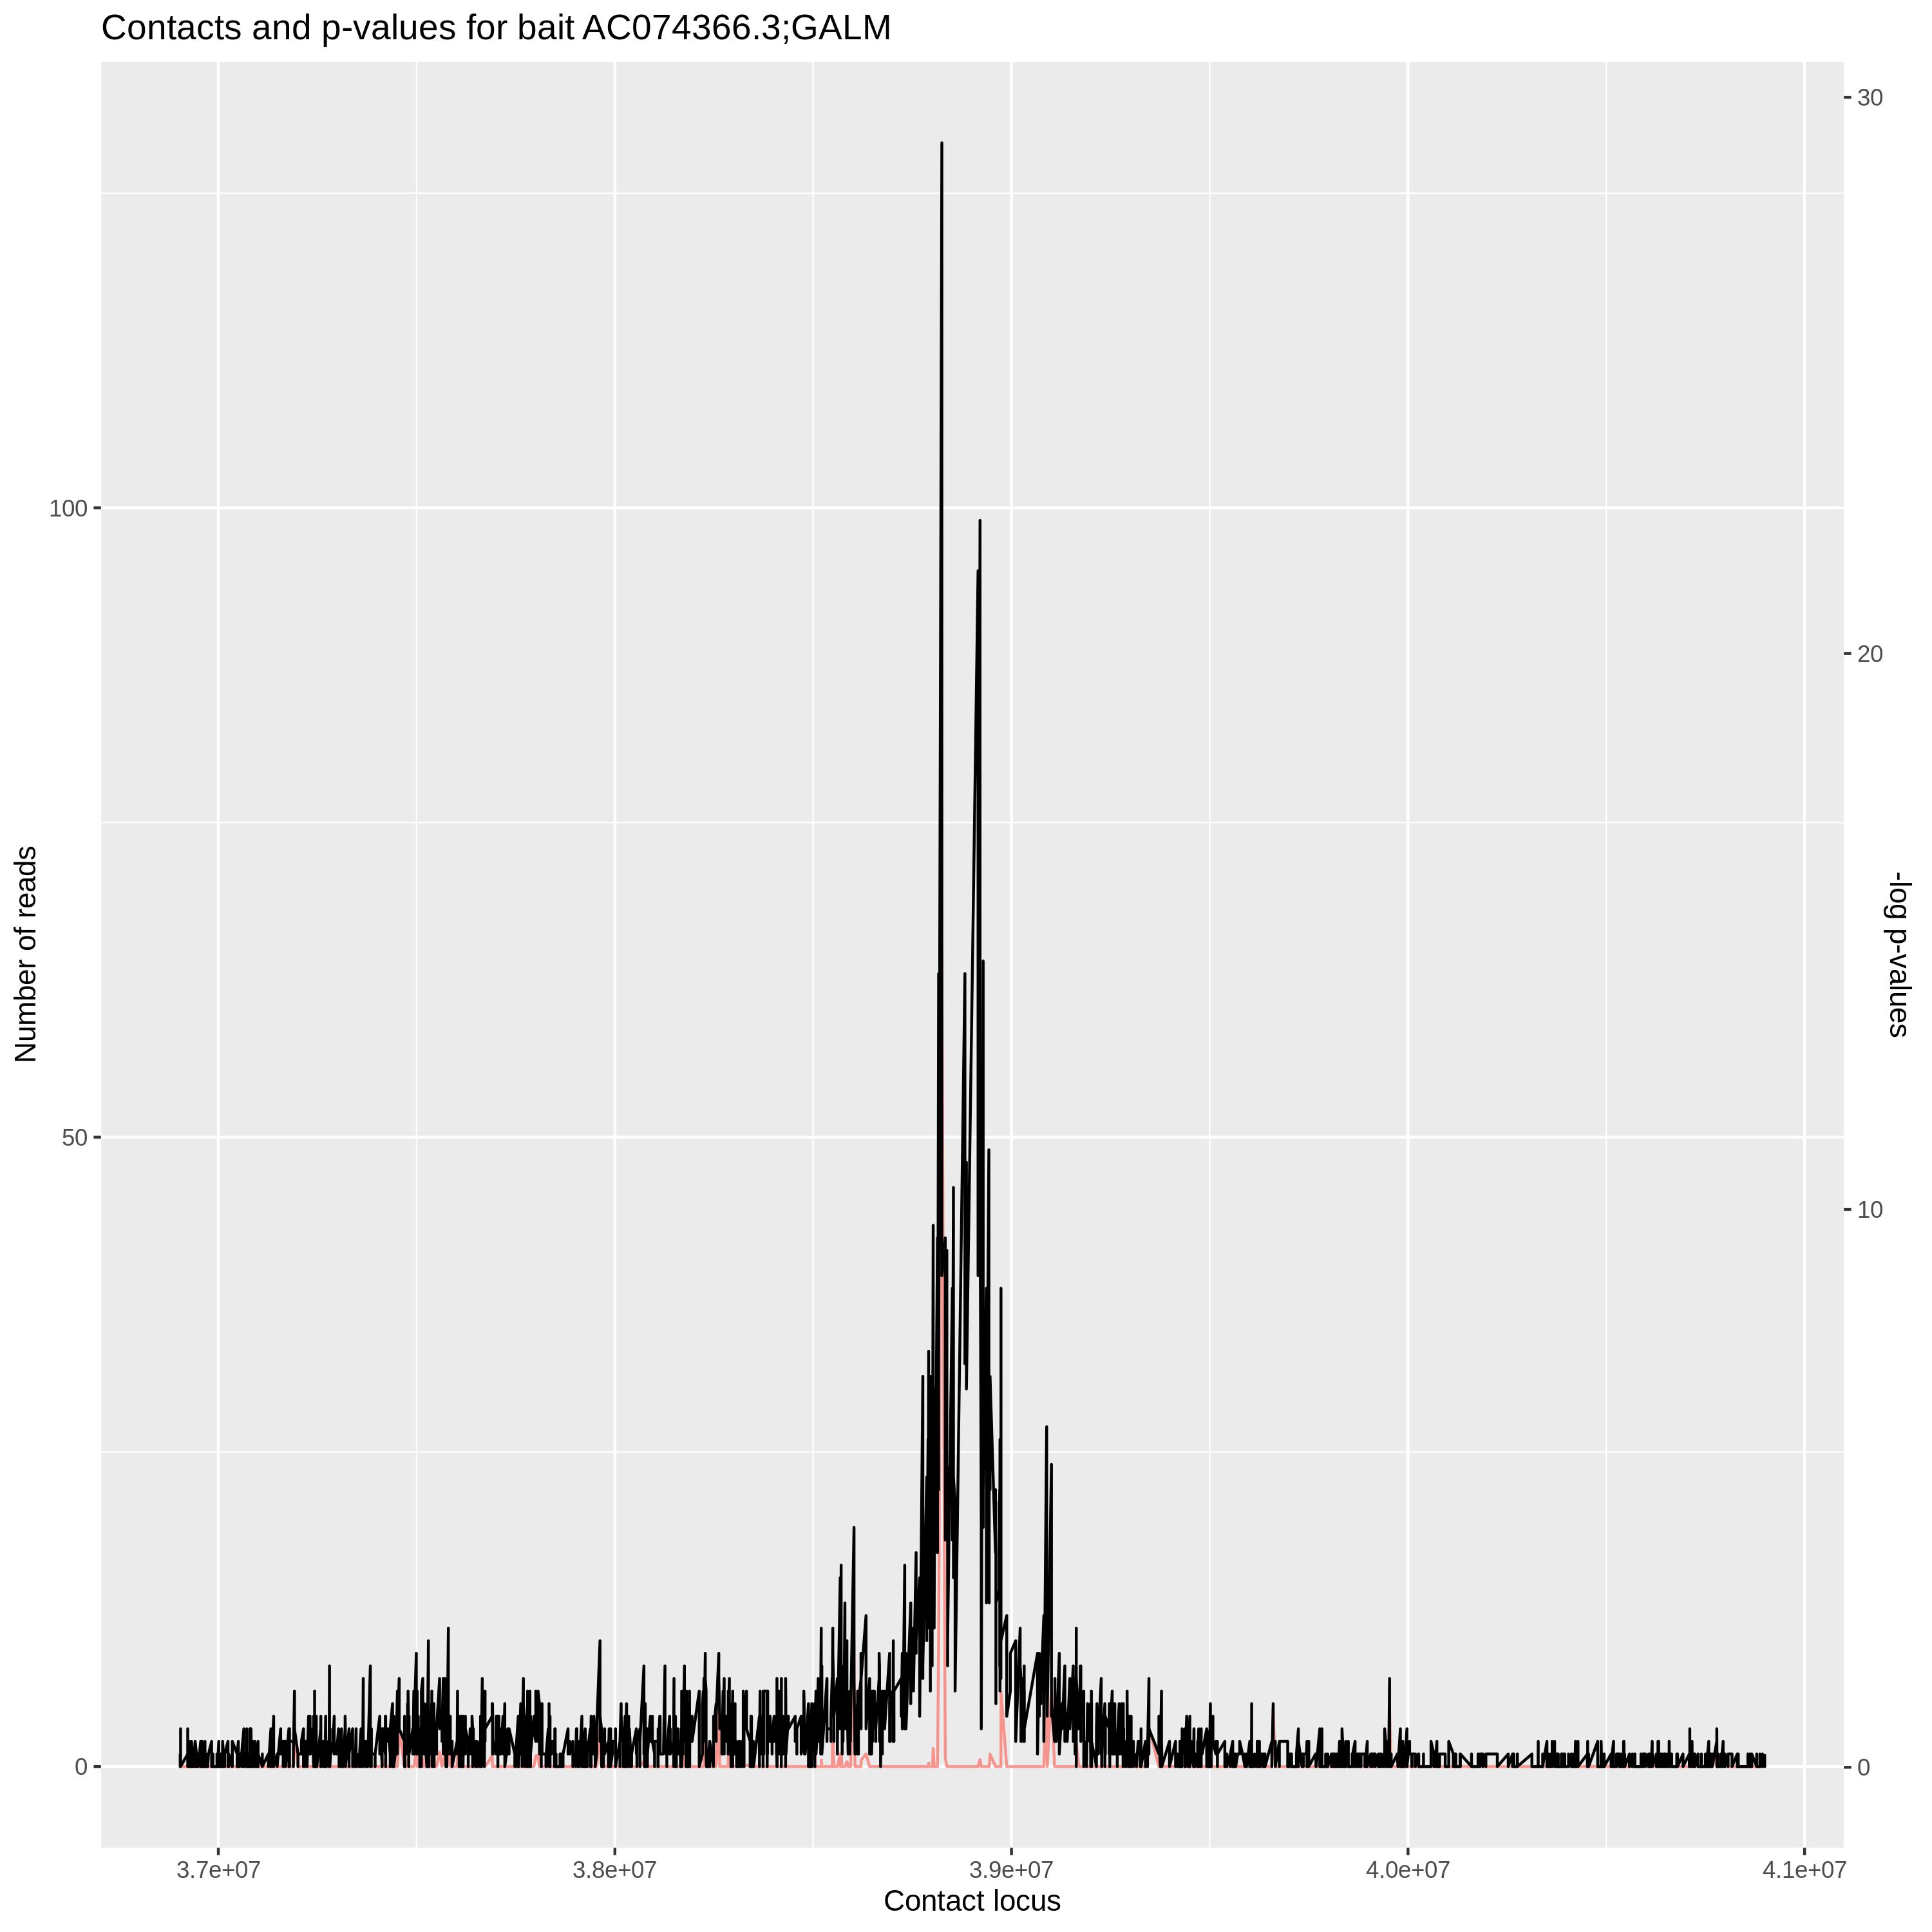 Contacts and p-values for bait AC074366.3;GALM
30
100
20
Number of reads
-log p-values
50
10
0
0
3.7e+07
3.8e+07
3.9e+07
4.0e+07
4.1e+07
Contact locus